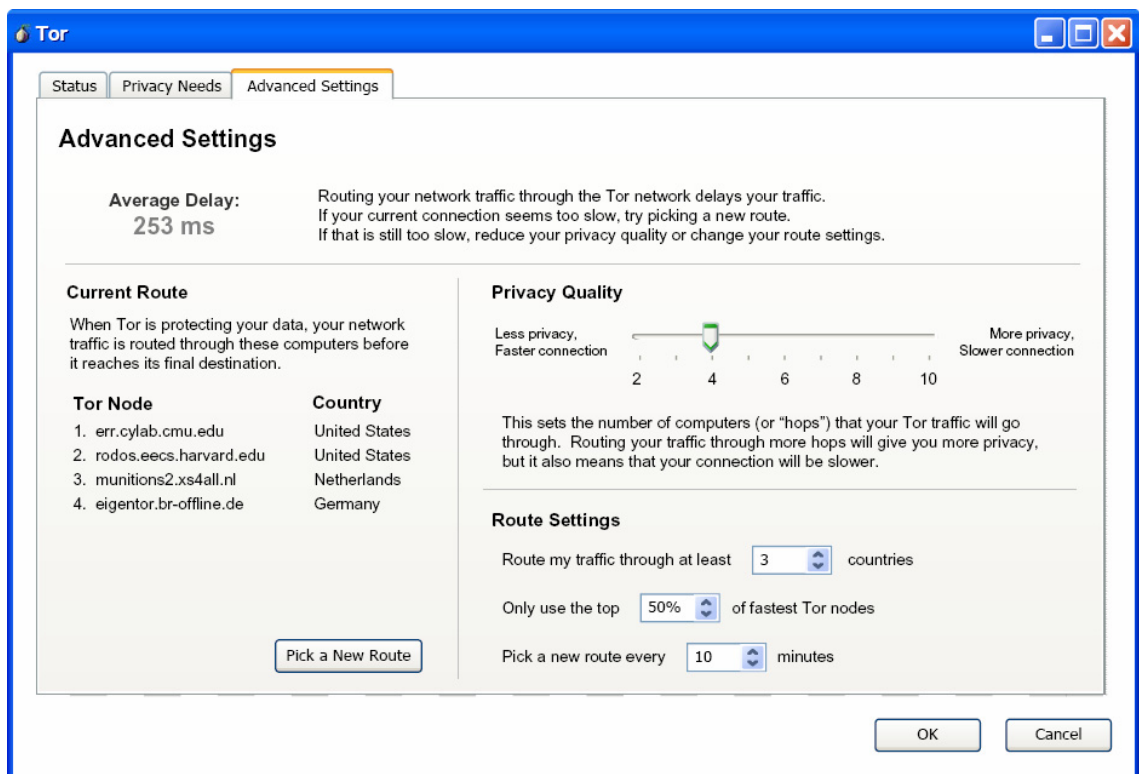 Tor
Status Privacy Needs Advanced Settings
Advanced Settings
Average Delay:
253 ms
Routing your network traffic through the Tor network delays your traffic.
If your current connection seems too slow, try picking a new route.
If that is still too slow, reduce your privacy quality or change your route settings.
Current Route
When Tor is protecting your data, your network
traffic is routed through these computers before
it reaches its final destination.
Tor Node Country
1. err.cylab.cmu.edu United States
2. rodos.eecs.harvard.edu United States
3. munitions2.xs4all.nl Netherlands
4. eigentor.br-offline.de Germany
Pick a New Route
Privacy Quality
Less privacy,
Faster connection
More privacy,
Slower connection
2 4 6 8 10
This sets the number of computers (or “hops”) that your Tor traffic will go
through. Routing your traffic through more hops will give you more privacy,
but it also means that your connection will be slower.
Route Settings
Route my traffic through at least 3 countries
Only use the top 50% of fastest Tor nodes
Pick a new route every 10 minutes
OK Cancel